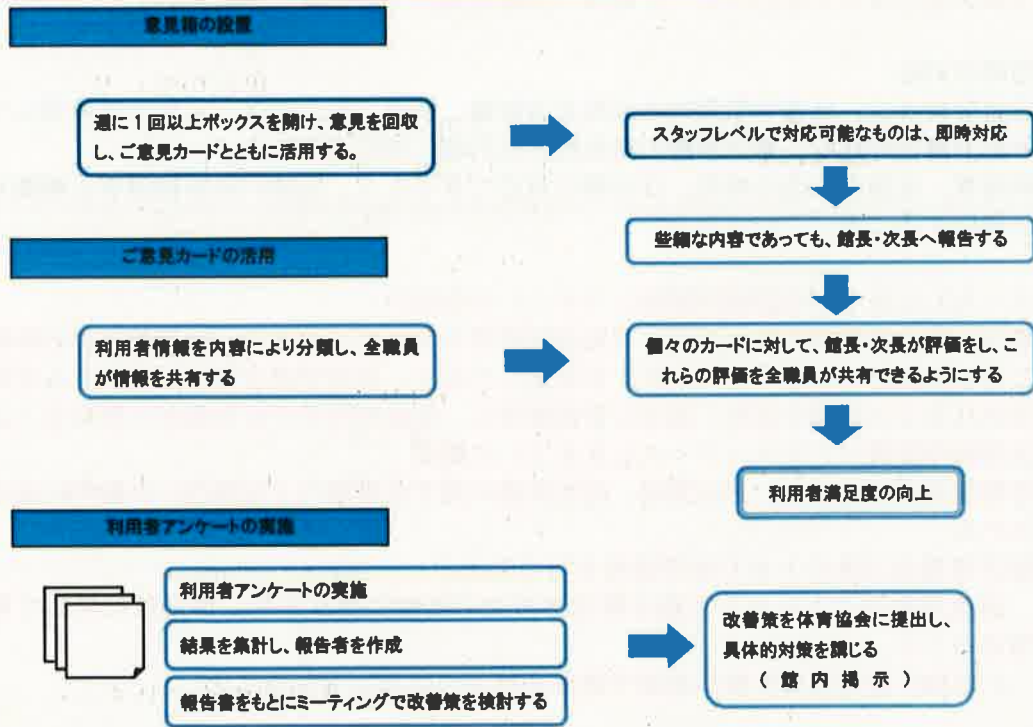 意見箱の設置
週に1回以上ボックスを開け、意見を回収
し、ご意見カードとともに活用する。
スタッフレベルで対応可能なものは、即時対応
些細な内容であっても、館長・次長へ報告する
ご意見カードの活用
利用者情報を内容により分類し、全職員
が情報を共有する
個々のカードに対して、館長・次長が評価をし、こ
れらの評価を全職員が共有できるようにする
利用者満足度の向上
利用者アンケートの実施
利用者アンケートの実施
結果を集計し、報告者を作成
報告書をもとにミーティングで改善策を検討する
改善策を体育協会に提出し、
具体的対策を講じる
（館内掲示）